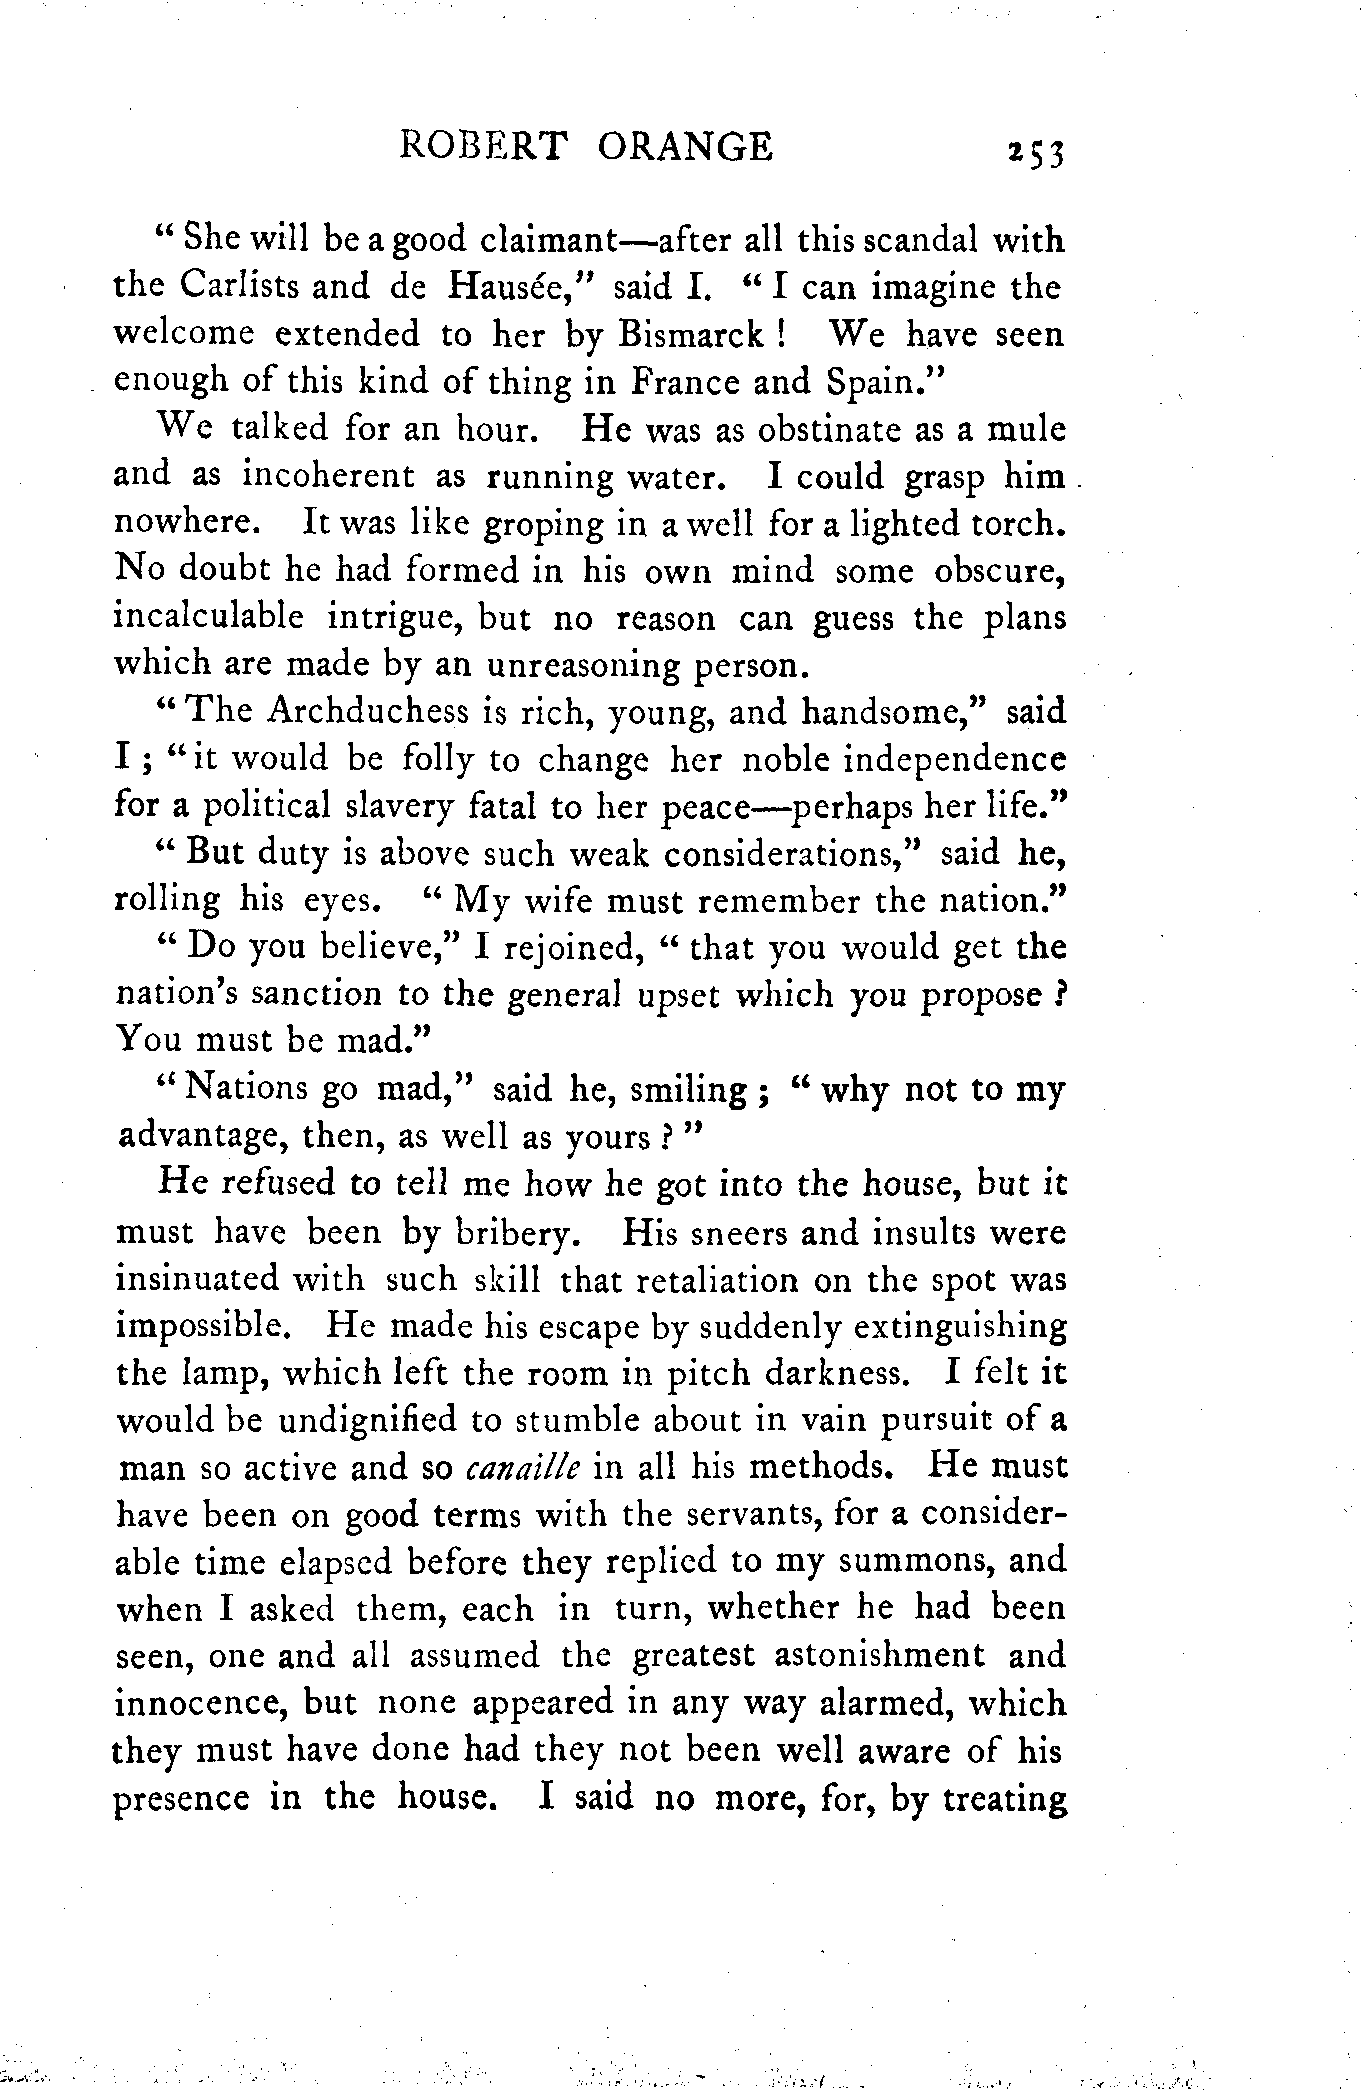 ROBERT ORANGE 253
“ She will be a good claimant—after all this scandal with
the Carlists and de Hausée,” said I. “ I can imagine the
welcome extended to her by Bismarck ! We have seen
enough of this kind of thing in France and Spain.”
We talked for an hour. He was as obstinate as a mule
and as incoherent as running water. I could grasp him
nowhere. It was like groping in a well for a lighted torch.
No doubt he had formed in his own mind some obscure,
incalculable intrigue, but no reason can guess the plans
which are made by an unreasoning person.
“ The Archduchess is rich, young, and handsome,” said
I ; “ it would be folly to change her noble independence
for a political slavery fatal to her peace—perhaps her life.”
“ But duty is above such weak considerations,” said he,
rolling his eyes. “ My wife must remember the nation.”
“ Do you believe,” I rejoined, “ that you would get the
nation’s sanction to the general upset which you propose ?
You must be mad.”
“ Nations go mad,” said he, smiling ; “ why not to my
advantage, then, as well as yours ? ”
He refused to tell me how he got into the house, but it
must have been by bribery. His sneers and insults were
insinuated with such skill that retaliation on the spot was
impossible. He made his escape by suddenly extinguishing
the lamp, which left the room in pitch darkness. I felt it
would be undignified to stumble about in vain pursuit of a
man so active and so canaille in all his methods. He must
have been on good terms with the servants, for a consider-
able time elapsed before they replied to my summons, and
when I asked them, each in turn, whether he had been
seen, one and all assumed the greatest astonishment and
innocence, but none appeared in any way alarmed, which
they must have done had they not been well aware of his
presence in the house. I said no more, for, by treating